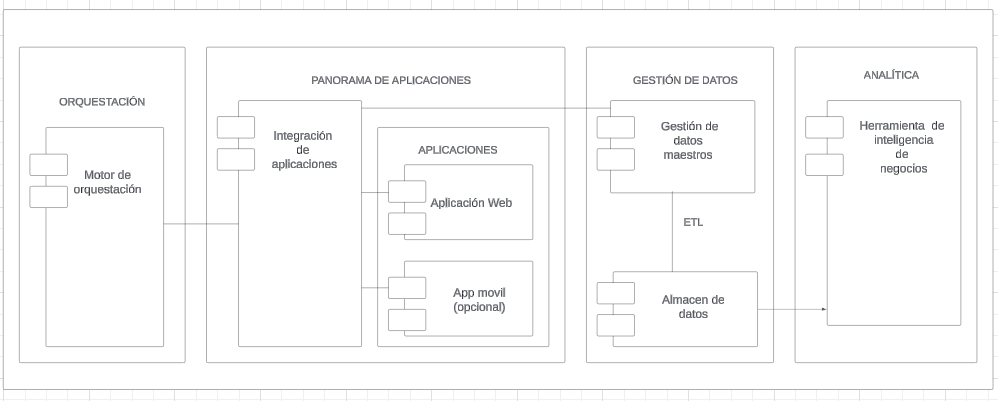 ORQUESTACIÓN
Motor de
orquestación
PANORAMA DE APLICACIONES
Integración
de
aplicaciones
APLICACIONES
Aplicación Web
App movil
(opcional)
GESTIÓN DE DATOS
Gestión de
datos
maestros
ETL
Almacen de
datos
ANALÍTICA
Herramienta de
inteligencia
de
negocios